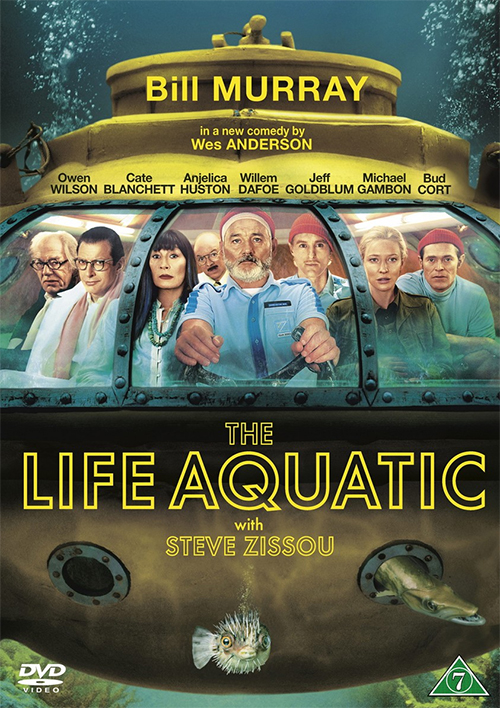 Bill MURRAY
in a new comedy by
Wes ANDERSON
Owen Cate Anjelica Willem Jeff Michael Bud
WILSON BLANCHETT HUSTON DAFOE GOLDBLUM GAMBON CORT
THE
LIFE AQUATIC
with
STEVE ZISSOU
DVD
VIDEO
7